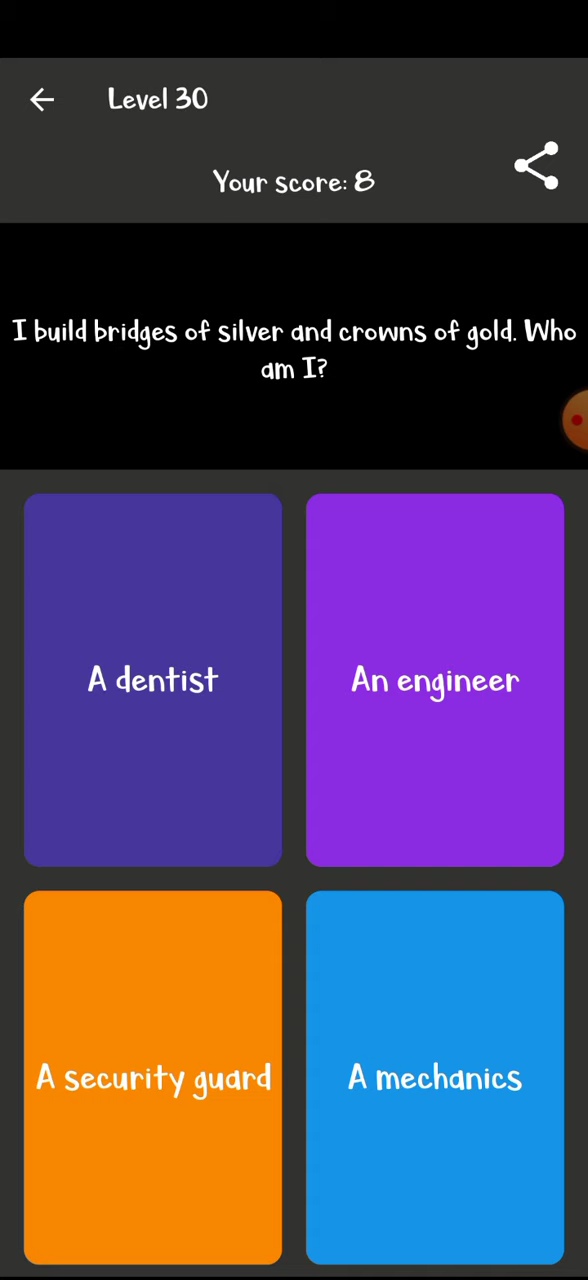 Level 30
Your score: 8
I build bridges of silver and crowns of gold. Who
am I?
A dentist
An engineer
A security guard
A mechanics